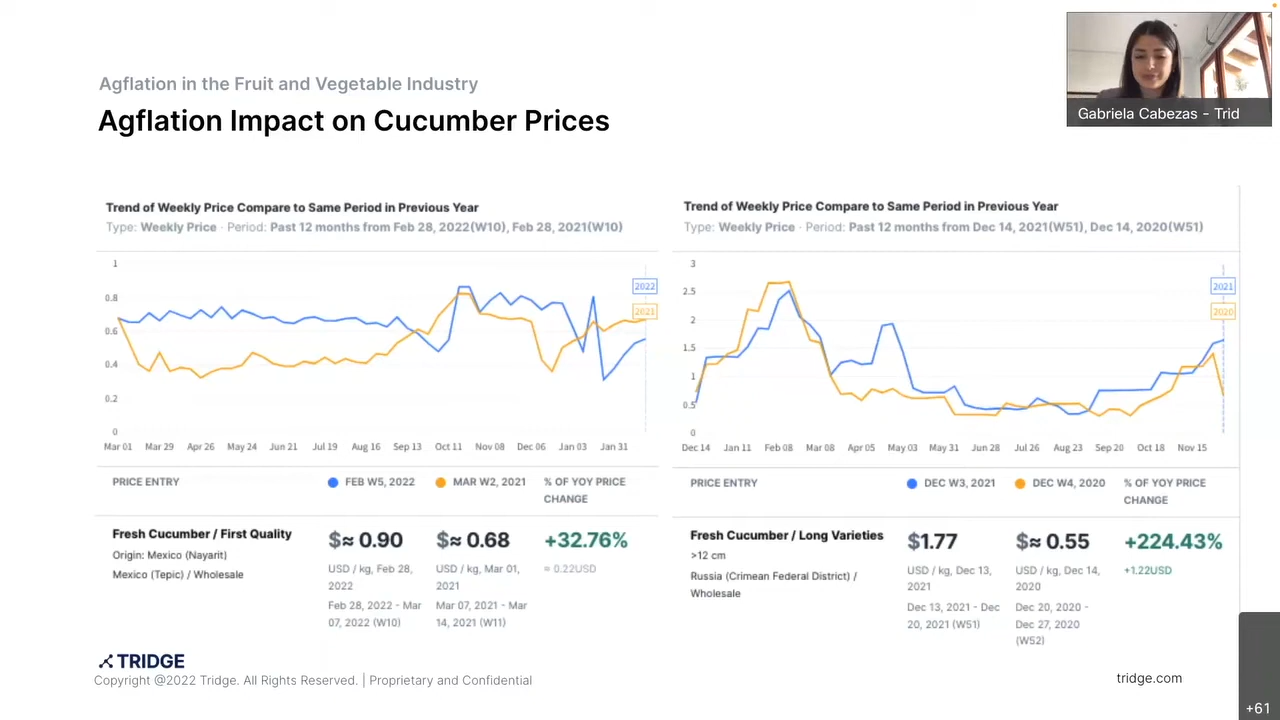 Agflation in the Fruit and Vegetable Industry
Agflation Impact on Cucumber Prices
Gabriela Cabezas - Trid
Trend of Weekly Price Compare to Same Period in Previous Year
Type: Weekly Price · Period: Past 12 months from Feb 28, 2022(W10), Feb 28, 2021(W10)
1
0.8
0.6
0.4
0.2
0
2022
2021
Mar 01 Mar 29 Apr 26 May 24 Jun 21 Jul 19 Aug 16 Sep 13 Oct 11 Nov 08 Dec 06 Jan 03 Jan 31
PRICE ENTRY
FEB W5, 2022
MAR W2, 2021
% OF YOY PRICE
CHANGE
Fresh Cucumber / First Quality
Origin: Mexico (Nayarit)
Mexico (Tepic) / Wholesale
$≈ 0.90
USD / kg, Feb 28,
2022
Feb 28, 2022 - Mar
07, 2022 (W10)
$≈ 0.68
USD / kg, Mar 01,
2021
Mar 07, 2021 - Mar
14, 2021 (W11)
+32.76%
≈ 0.22USD
Trend of Weekly Price Compare to Same Period in Previous Year
Type: Weekly Price · Period: Past 12 months from Dec 14, 2021(W51), Dec 14, 2020(W51)
3
2.5
2
1.5
1
0.5
0
2021
2020
Dec 14 Jan 11 Feb 08 Mar 08 Apr 05 May 03 May 31 Jun 28 Jul 26 Aug 23 Sep 20 Oct 18 Nov 15
PRICE ENTRY
DEC W3, 2021
DEC W4, 2020
% OF YOY PRICE
CHANGE
Fresh Cucumber / Long Varieties
>12 cm
Russia (Crimean Federal District) /
Wholesale
$1.77
USD / kg, Dec 13,
2021
Dec 13, 2021 - Dec
20, 2021 (W51)
$≈ 0.55
USD / kg, Dec 14,
2020
Dec 20, 2020 -
Dec 27, 2020
(W52)
+224.43%
+1.22USD
TRIDGE
Copyright @2022 Tridge. All Rights Reserved. | Proprietary and Confidential
tridge.com
+61